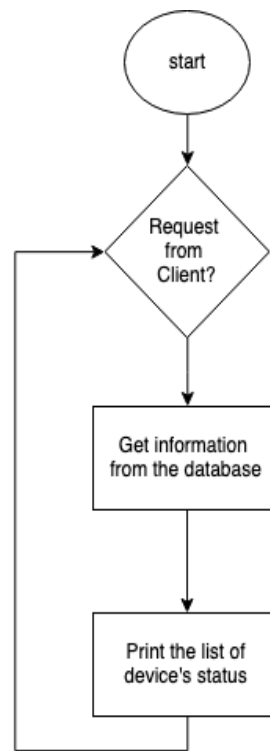 start
Request
from
Client?
Get information
from the database
Print the list of
device's status